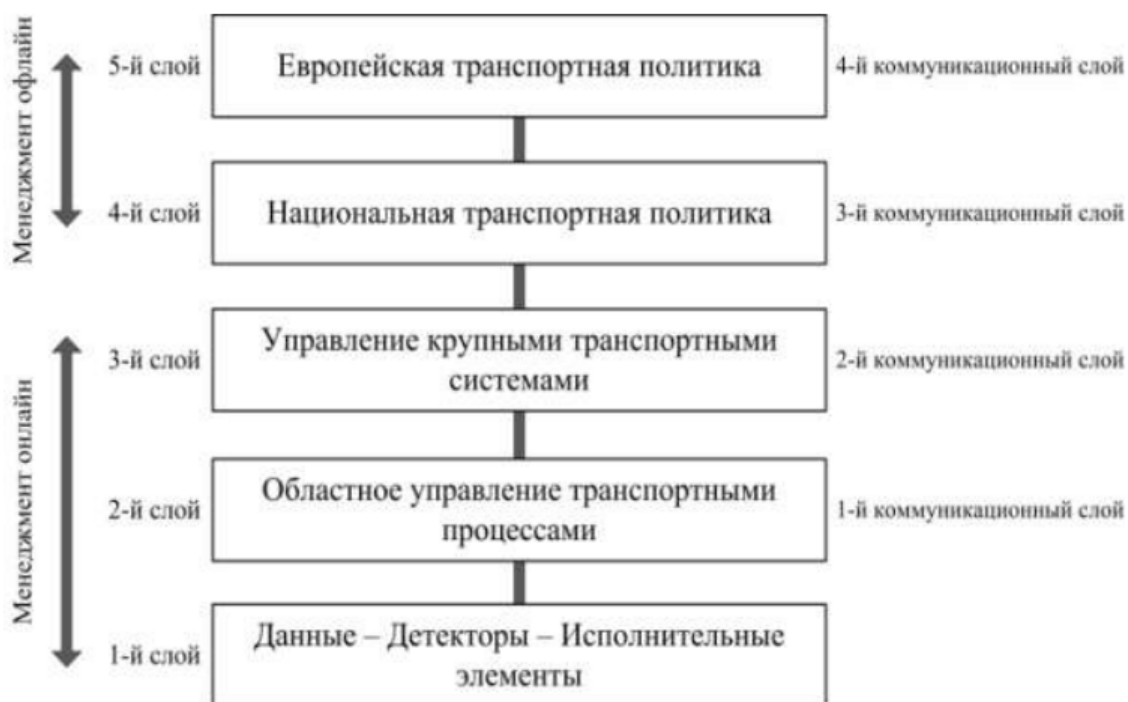 Менеджмент офлайн
5-й слой
Европейская транспортная политика
4-й коммуникационный слой
4-й слой
Национальная транспортная политика
3-й коммуникационный слой
Менеджмент онлайн
3-й слой
Управление крупными транспортными
системами
2-й коммуникационный слой
2-й слой
Областное управление транспортными
процессами
1-й коммуникационный слой
1-й слой
Данные – Детекторы – Исполнительные
элементы